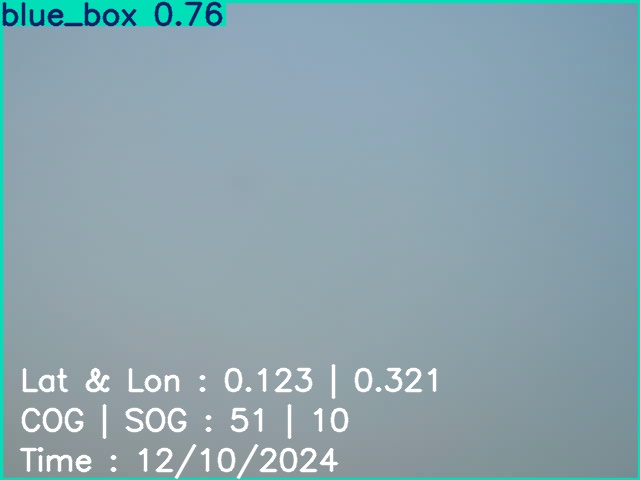 blue_box 0.76
Lat & Lon : 0.123 | 0.321
COG | SOG : 51 | 10
Time : 12/10/2024